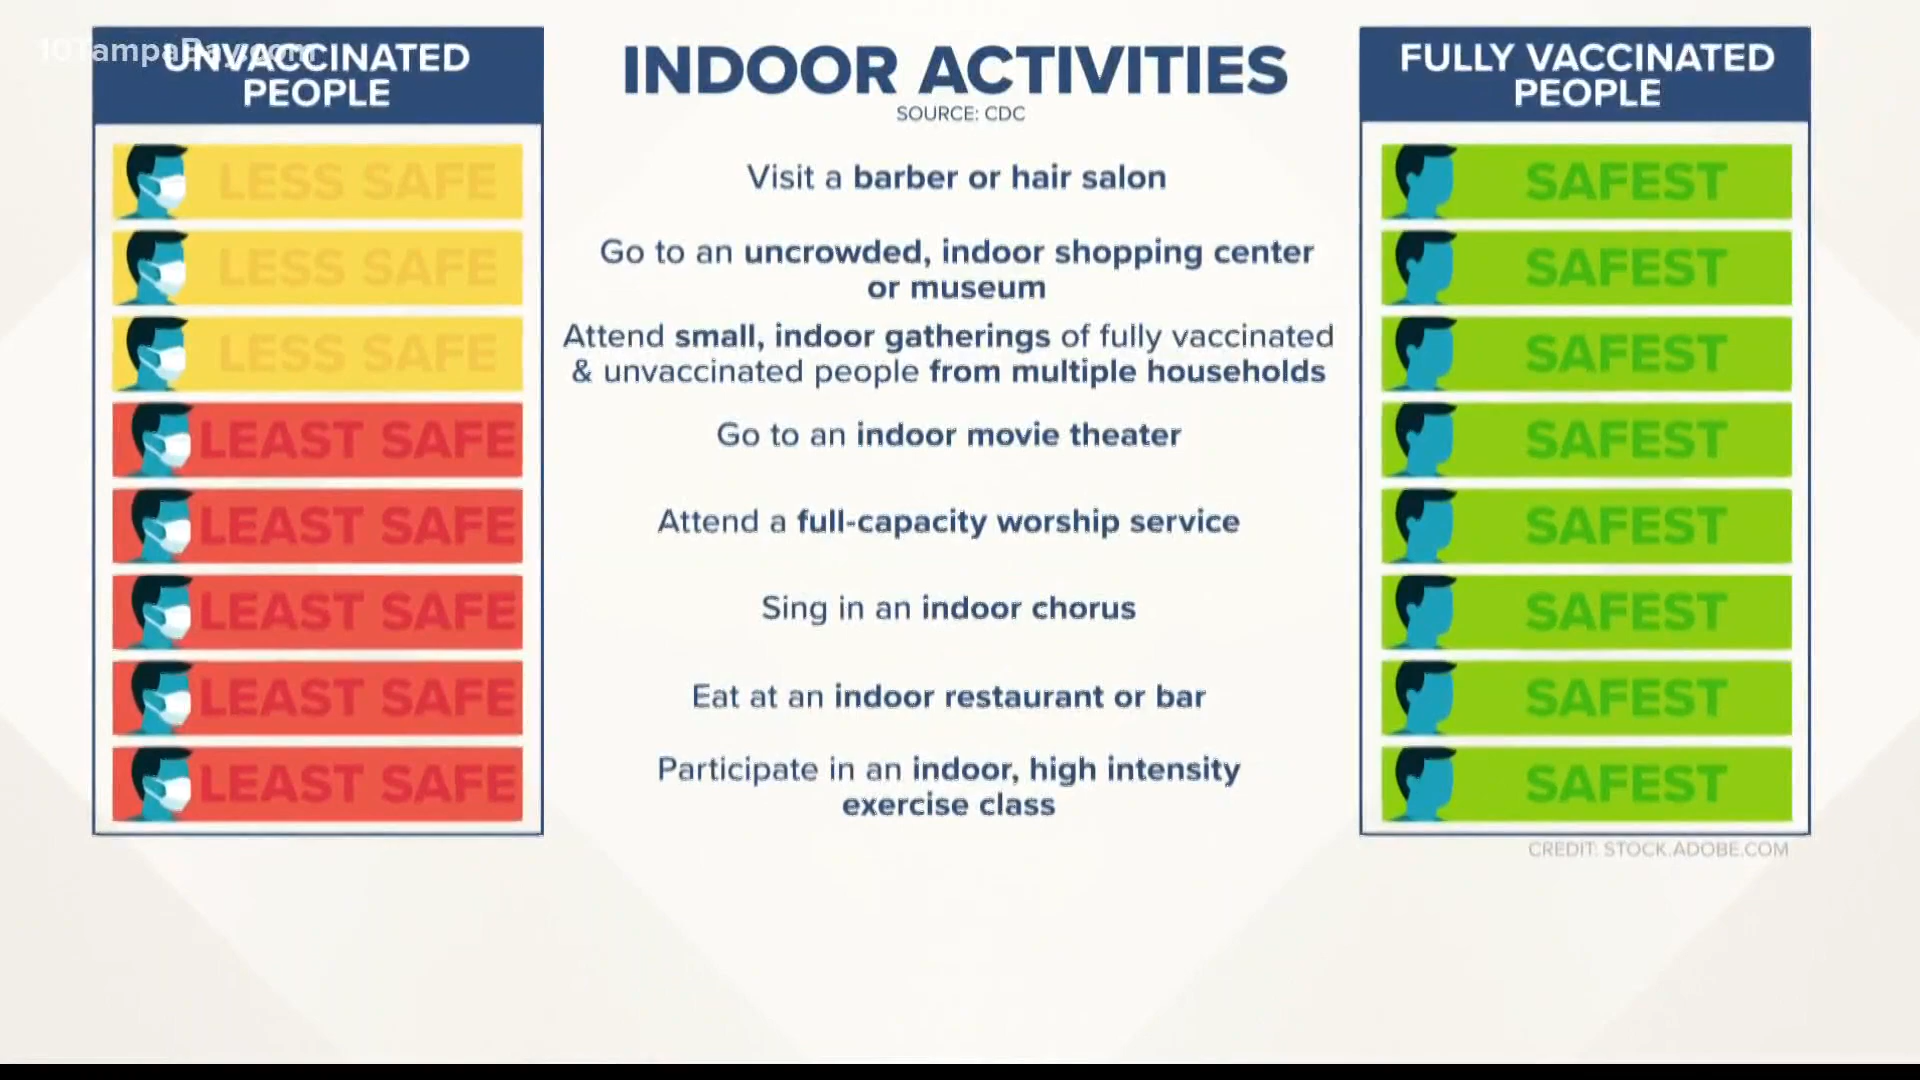 10TampaBay.com
UNVACCINATED
PEOPLE
INDOOR ACTIVITIES
SOURCE: CDC
FULLY VACCINATED
PEOPLE
LESS SAFE
Visit a barber or hair salon
SAFEST
LESS SAFE
Go to an uncrowded, indoor shopping center
or museum
SAFEST
LESS SAFE
Attend small, indoor gatherings of fully vaccinated
& unvaccinated people from multiple households
SAFEST
LEAST SAFE
Go to an indoor movie theater
SAFEST
LEAST SAFE
Attend a full-capacity worship service
SAFEST
LEAST SAFE
Sing in an indoor chorus
SAFEST
LEAST SAFE
Eat at an indoor restaurant or bar
SAFEST
LEAST SAFE
Participate in an indoor, high intensity
exercise class
SAFEST
CREDIT: STOCK.ADOBE.COM